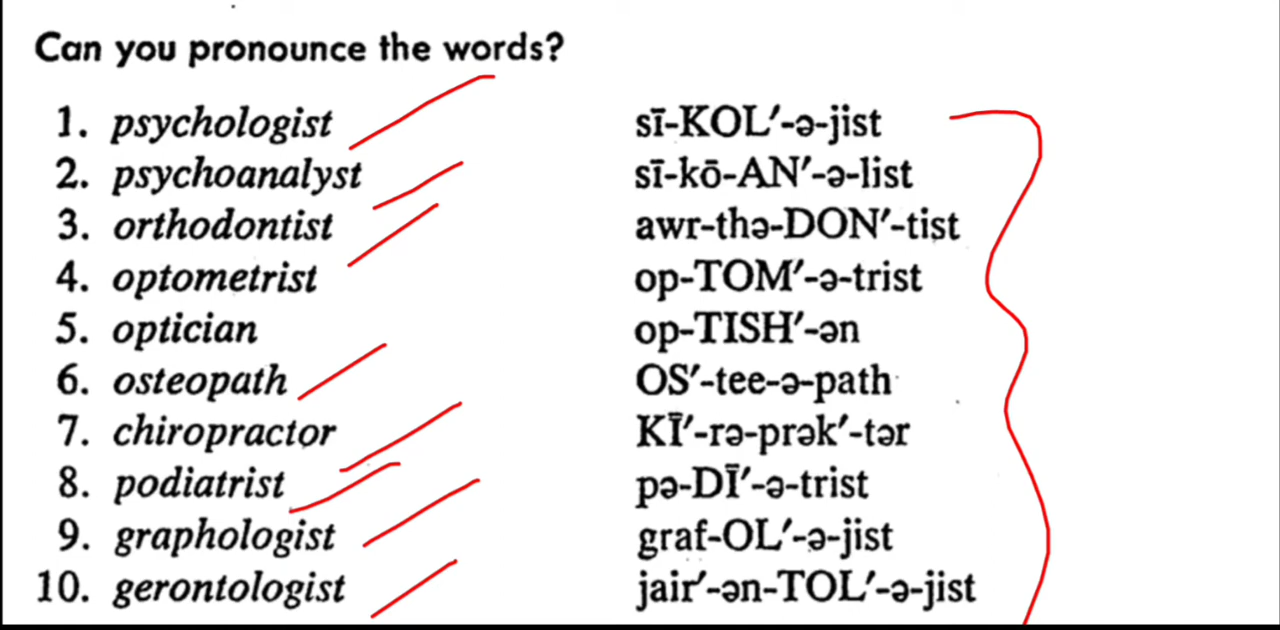 Can you pronounce the words?
1. psychologist sī-KOL′-ə-jist
2. psychoanalyst sī-kō-AN′-ə-list
3. orthodontist awr-thə-DON′-tist
4. optometrist op-TOM′-ə-trist
5. optician op-TISH′-ən
6. osteopath OS′-tee-ə-path
7. chiropractor KĪ′-rə-prək′-tər
8. podiatrist pə-DĪ′-ə-trist
9. graphologist graf-OL′-ə-jist
10. gerontologist jair′-ən-TOL′-ə-jist